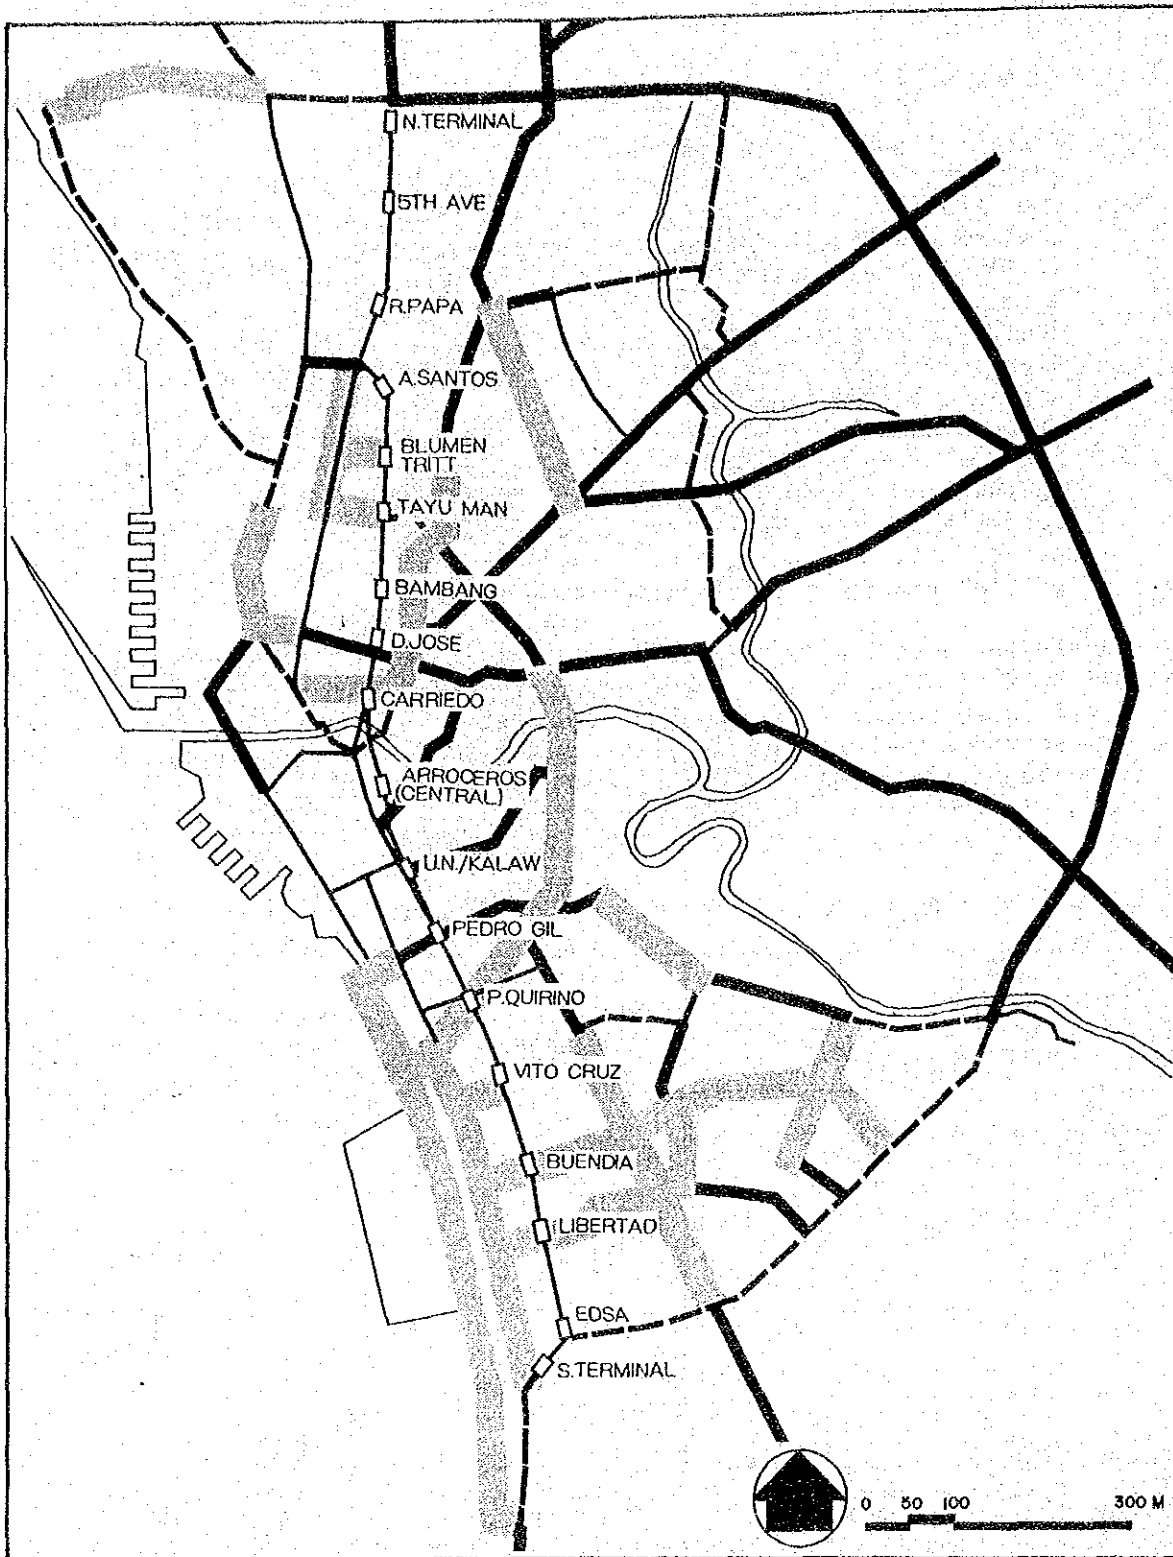 N.TERMINAL
5TH AVE
R.PAPA
A.SANTOS
BLUMEN
TRITT
TAYU MAN
BAMBANG
D.JOSE
CARRIEDO
ARROCEROS
(CENTRAL)
U.N./KALAW
PEDRO GIL
P.QUIRINO
VITO CRUZ
BUENDIA
LIBERTAD
EDSA
S.TERMINAL
0 50 100 300 M